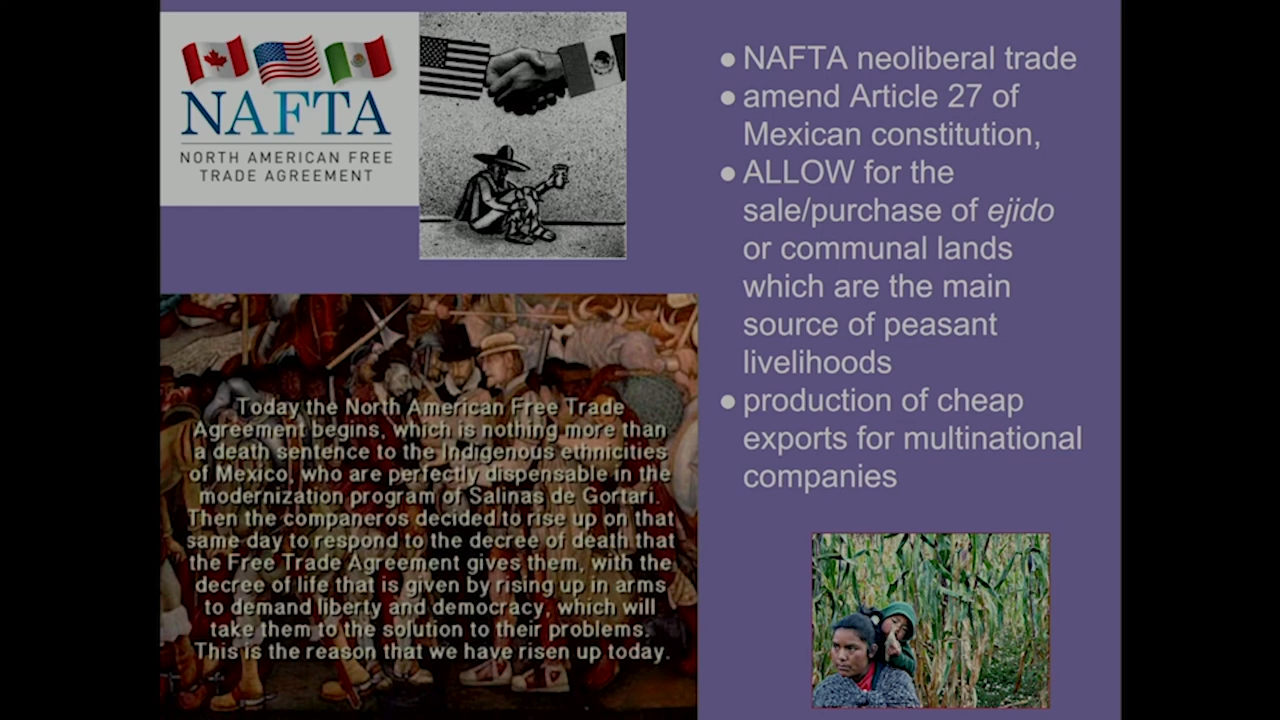 NAFTA
NORTH AMERICAN FREE
TRADE AGREEMENT
● NAFTA neoliberal trade
● amend Article 27 of
Mexican constitution,
● ALLOW for the
sale/purchase of ejido
or communal lands
which are the main
source of peasant
livelihoods
● production of cheap
exports for multinational
companies
Today the North American Free Trade
Agreement begins, which is nothing more than
a death sentence to the Indigenous ethnicities
of Mexico, who are perfectly dispensable in the
modernization program of Salinas de Gortari.
Then the companeros decided to rise up on that
same day to respond to the decree of death that
the Free Trade Agreement gives them, with the
decree of life that is given by rising up in arms
to demand liberty and democracy, which will
take them to the solution to their problems.
This is the reason that we have risen up today.